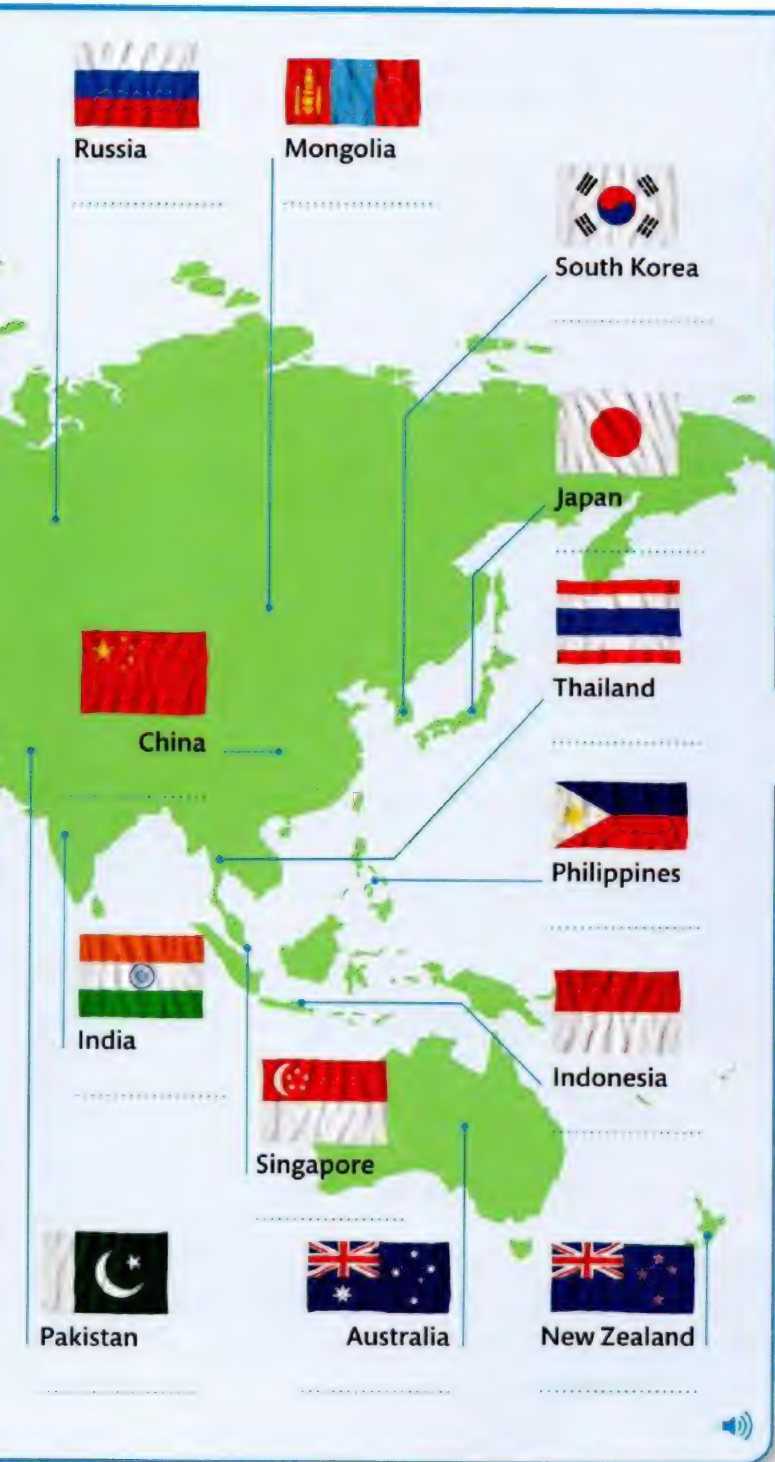 Russia
Mongolia
South Korea
Japan
China
Thailand
Philippines
India
Indonesia
Singapore
Pakistan
Australia
New Zealand